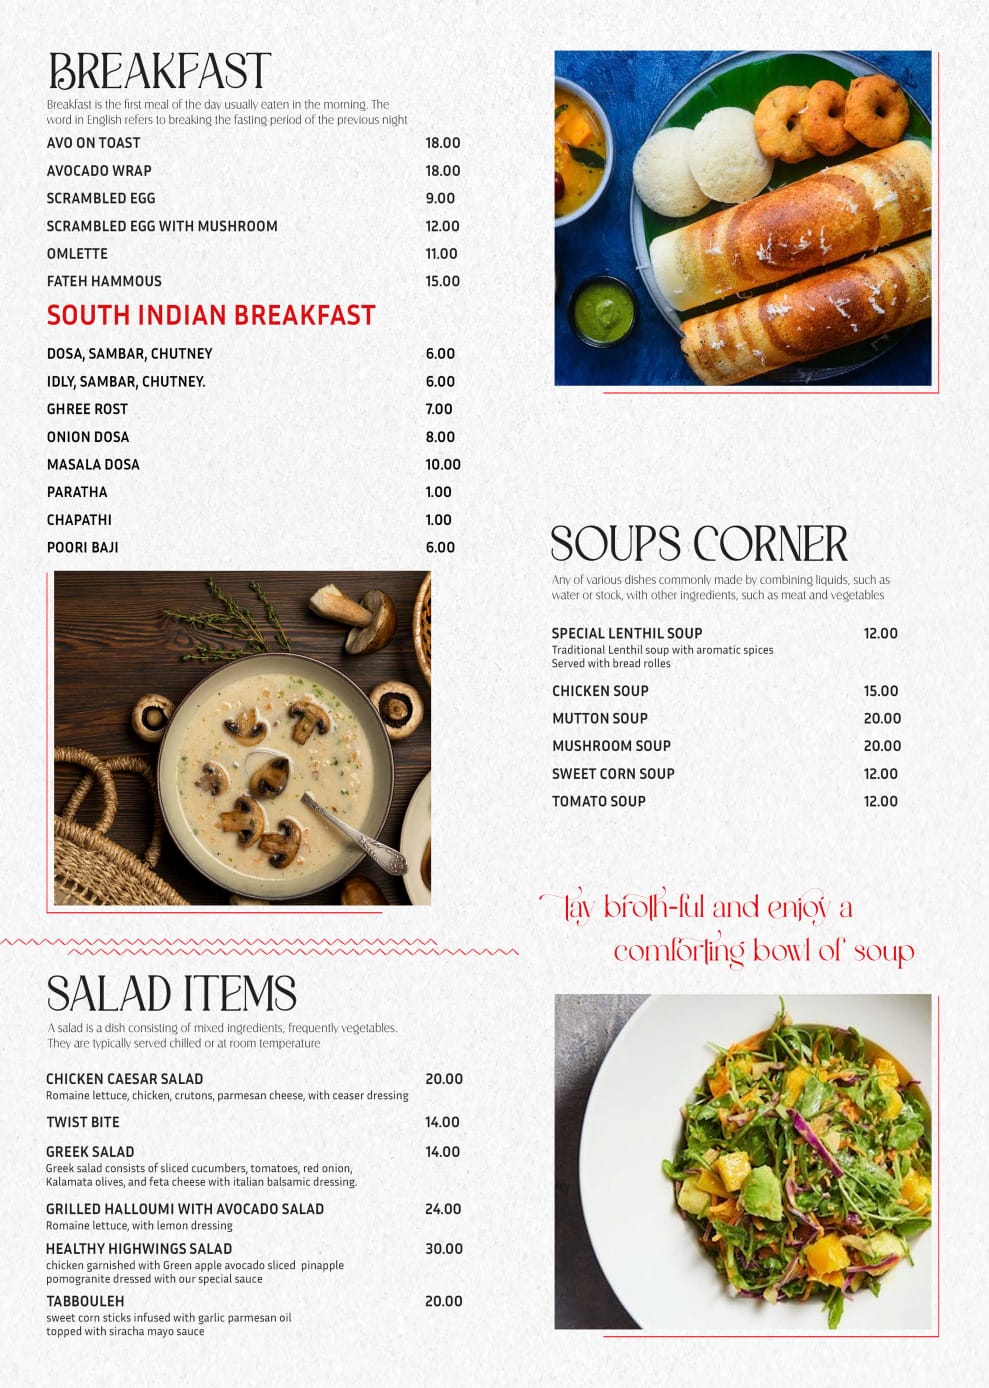 BREAKFAST
Breakfast is the first meal of the day usually eaten in the morning. The
word in English refers to breaking the fasting period of the previous night
AVO ON TOAST 18.00
AVOCADO WRAP 18.00
SCRAMBLED EGG 9.00
SCRAMBLED EGG WITH MUSHROOM 12.00
OMLETTE 11.00
FATEH HAMMOUS 15.00
SOUTH INDIAN BREAKFAST
DOSA, SAMBAR, CHUTNEY 6.00
IDLY, SAMBAR, CHUTNEY. 6.00
GHREE ROST 7.00
ONION DOSA 8.00
MASALA DOSA 10.00
PARATHA 1.00
CHAPATHI 1.00
POORI BAJI 6.00
SOUPS CORNER
Any of various dishes commonly made by combining liquids, such as
water or stock, with other ingredients, such as meat and vegetables
SPECIAL LENTHIL SOUP 12.00
Traditional Lenthil soup with aromatic spices
Served with bread rolles
CHICKEN SOUP 15.00
MUTTON SOUP 20.00
MUSHROOM SOUP 20.00
SWEET CORN SOUP 12.00
TOMATO SOUP 12.00
tay broth-ful and enjoy a
comforting bowl of soup
SALAD ITEMS
A salad is a dish consisting of mixed ingredients, frequently vegetables.
They are typically served chilled or at room temperature
CHICKEN CAESAR SALAD 20.00
Romaine lettuce, chicken, crutons, parmesan cheese, with ceaser dressing
TWIST BITE 14.00
GREEK SALAD 14.00
Greek salad consists of sliced cucumbers, tomatoes, red onion,
Kalamata olives, and feta cheese with italian balsamic dressing.
GRILLED HALLOUMI WITH AVOCADO SALAD 24.00
Romaine lettuce, with lemon dressing
HEALTHY HIGHWINGS SALAD 30.00
chicken garnished with Green apple avocado sliced pinapple
pomogranite dressed with our special sauce
TABBOULEH 20.00
sweet corn sticks infused with garlic parmesan oil
topped with siracha mayo sauce